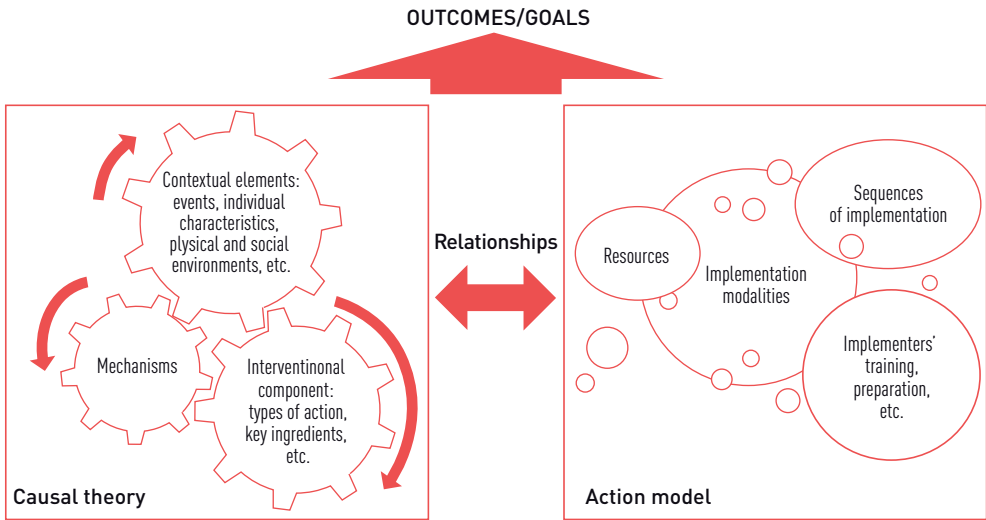 OUTCOMES/GOALS
Contextual elements:
events, individual
characteristics,
plysical and social
environments, etc.
Mechanisms
Interventinonal
component:
types of action,
key ingredients,
etc.
Causal theory
Relationships
Sequences
of implementation
Resources
Implementation
modalities
Implementers’
training,
preparation,
etc.
Action model